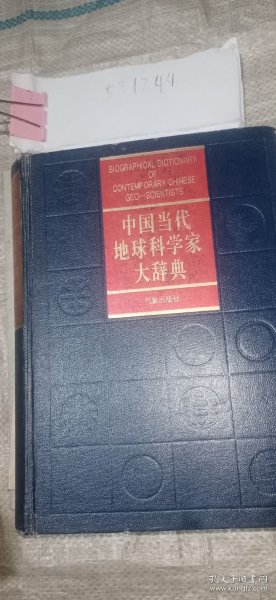 531244
BIOGRAPHICAL DICTIONARY
OF
CONTEMPORARY CHINESE
GEO-SCIENTISTS
中国当代
地球科学家
大辞典
气象出版社
孔夫子旧书网